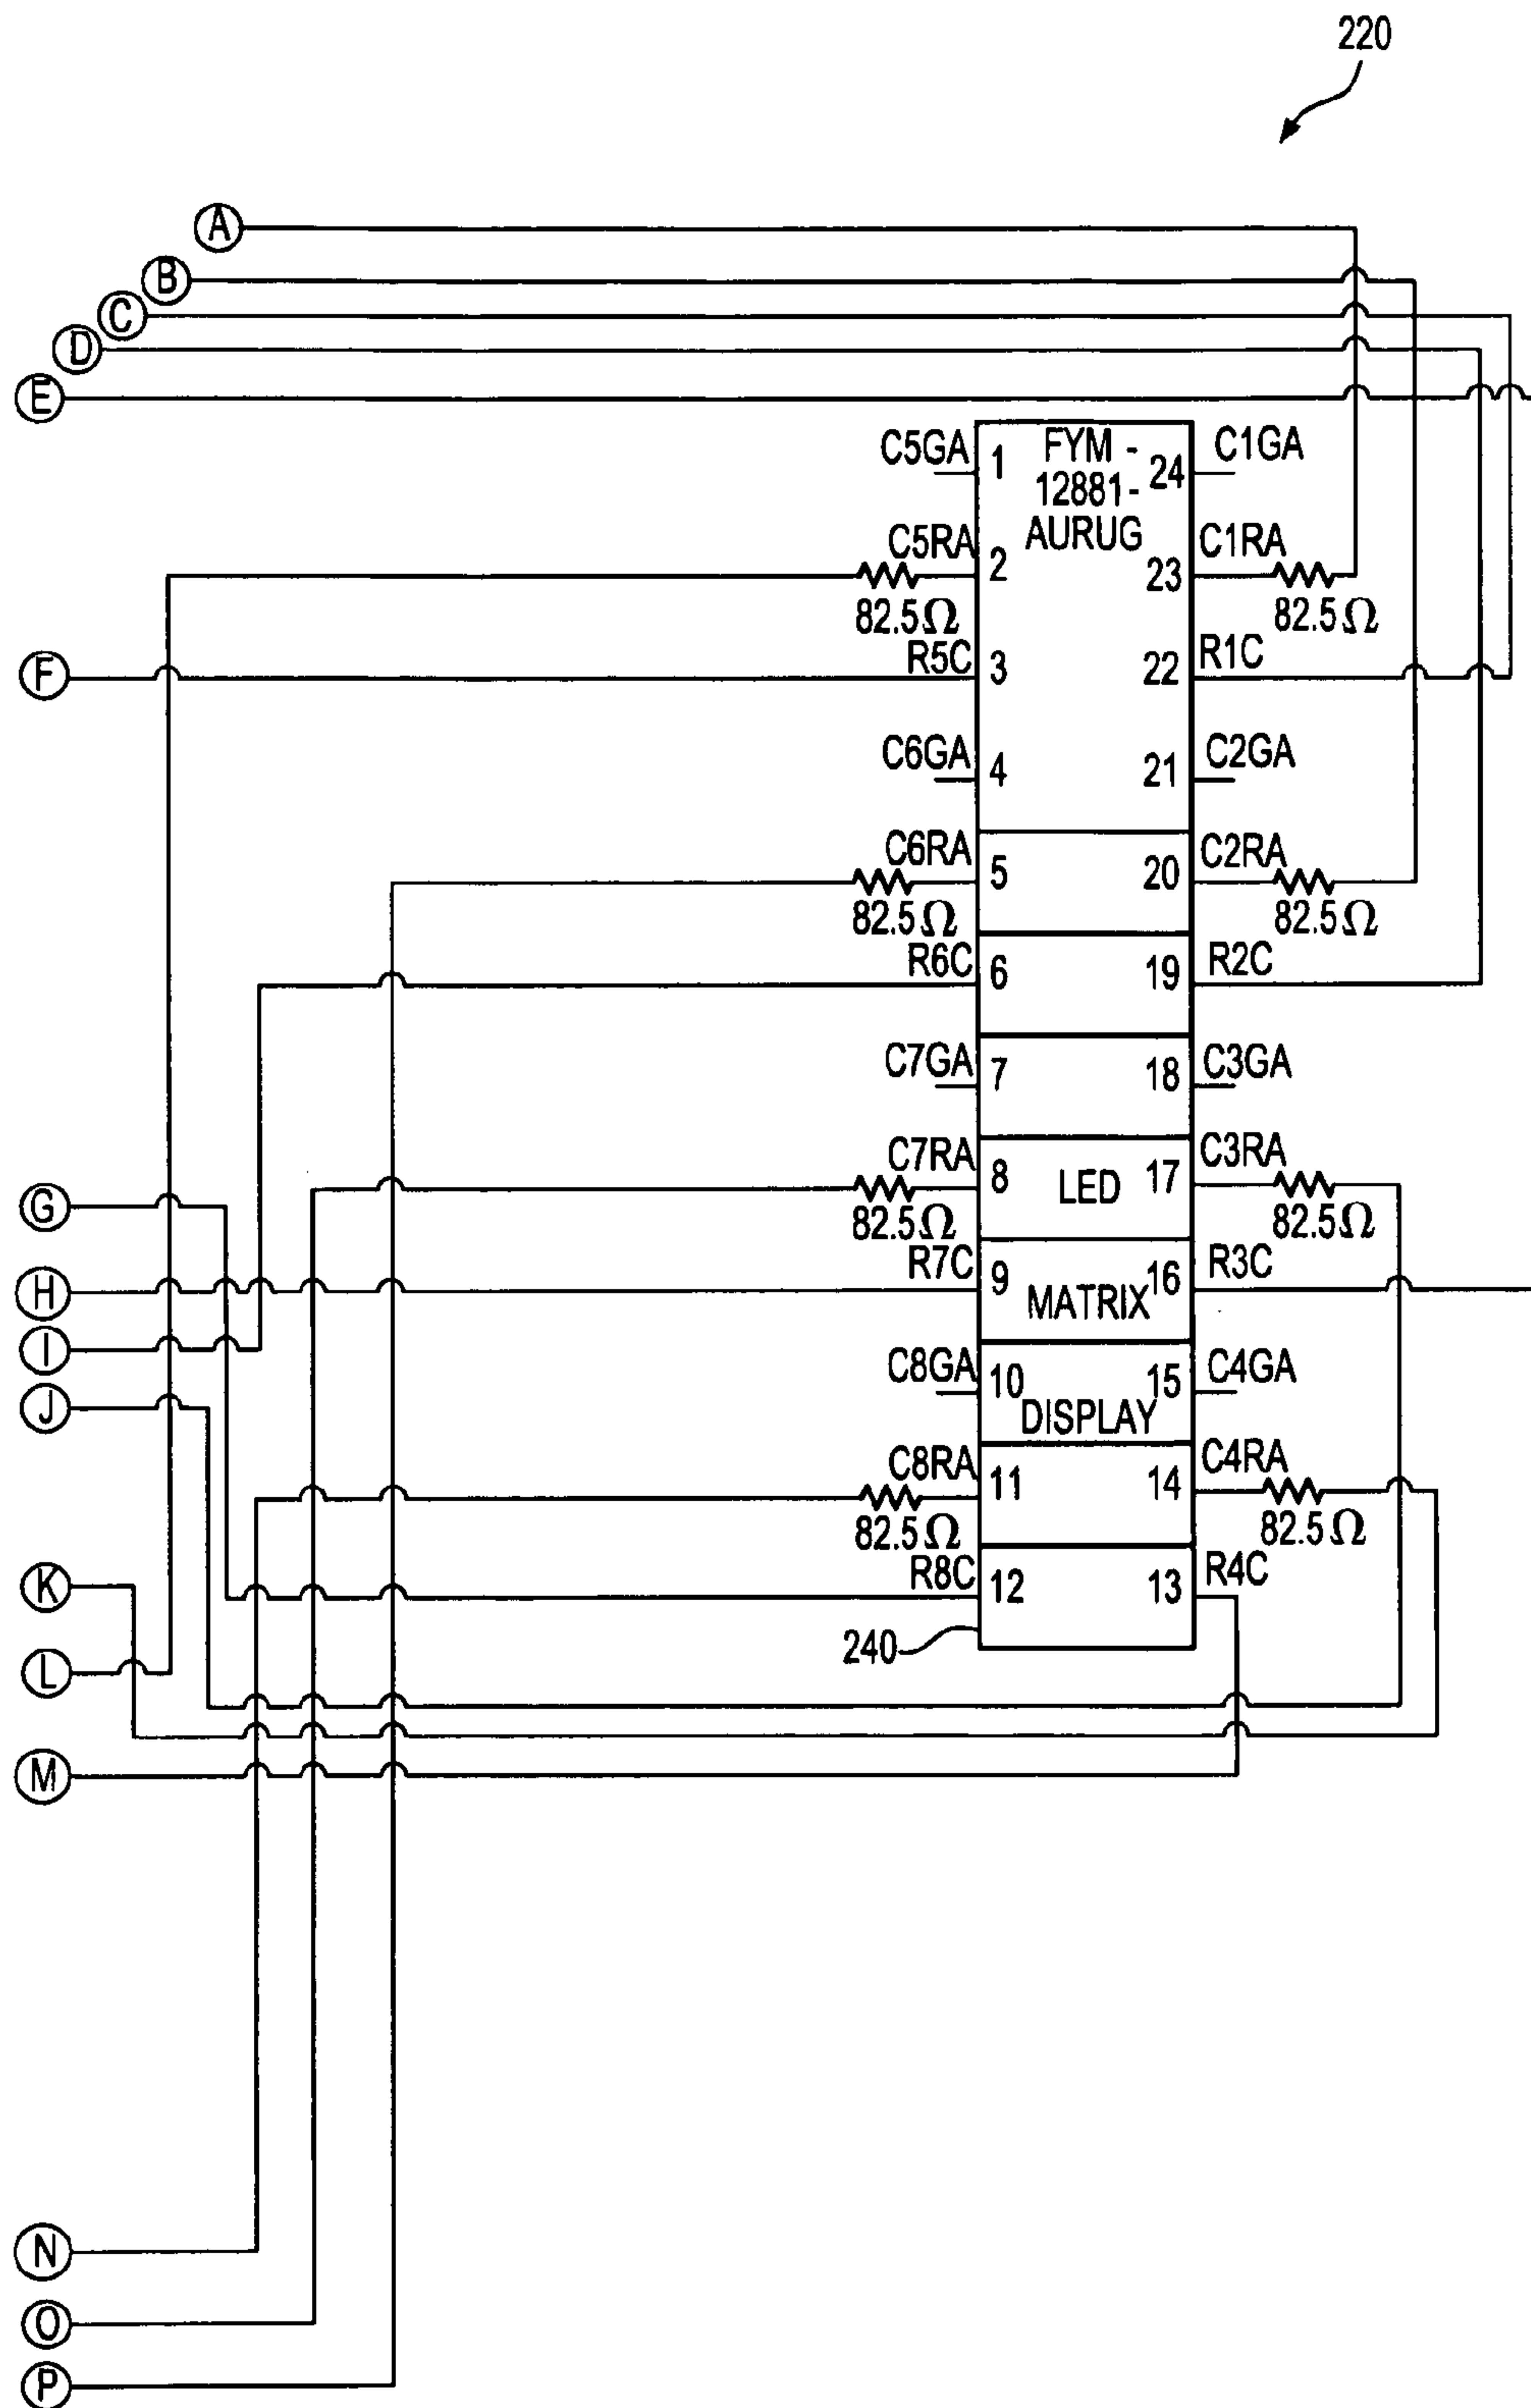 220
A
B
C
D
E
C5GA 1 FYM - 24 C1GA
12881-
AURUG
C5RA 2 23 C1RA
82.5Ω 82.5Ω
F R5C 3 22 R1C
C6GA 4 21 C2GA
C6RA 5 20 C2RA
82.5Ω 82.5Ω
R6C 6 19 R2C
C7GA 7 18 C3GA
C7RA 8 LED 17 C3RA
G 82.5Ω 82.5Ω
H R7C 9 MATRIX 16 R3C
I
J C8GA 10 DISPLAY 15 C4GA
C8RA 11 14 C4RA
82.5Ω 82.5Ω
K R8C 12 13 R4C
240
L
M
N
O
P